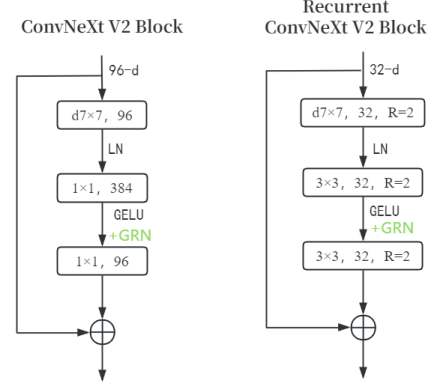 ConvNeXt V2 Block
96-d
d7×7, 96
LN
1×1, 384
GELU
+GRN
1×1, 96
Recurrent
ConvNeXt V2 Block
32-d
d7×7, 32, R=2
LN
3×3, 32, R=2
GELU
+GRN
3×3, 32, R=2